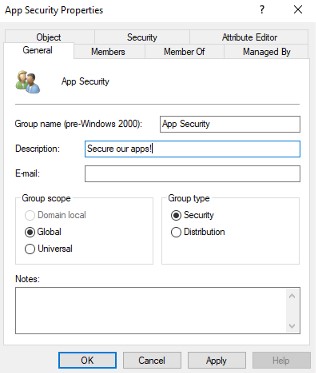 App Security Properties ? ×
Object Security Attribute Editor
General Members Member Of Managed By
App Security
Group name (pre-Windows 2000): App Security
Description: Secure our apps!
E-mail:
Group scope Group type
Domain local Security
Global Distribution
Universal
Notes:
OK Cancel Apply Help